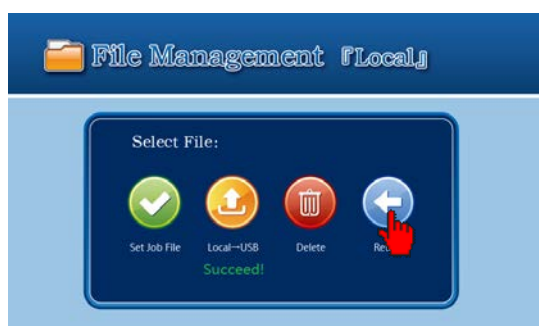 File Management 『Local』
Select File:
Set Job File Local→USB Delete
Succeed!